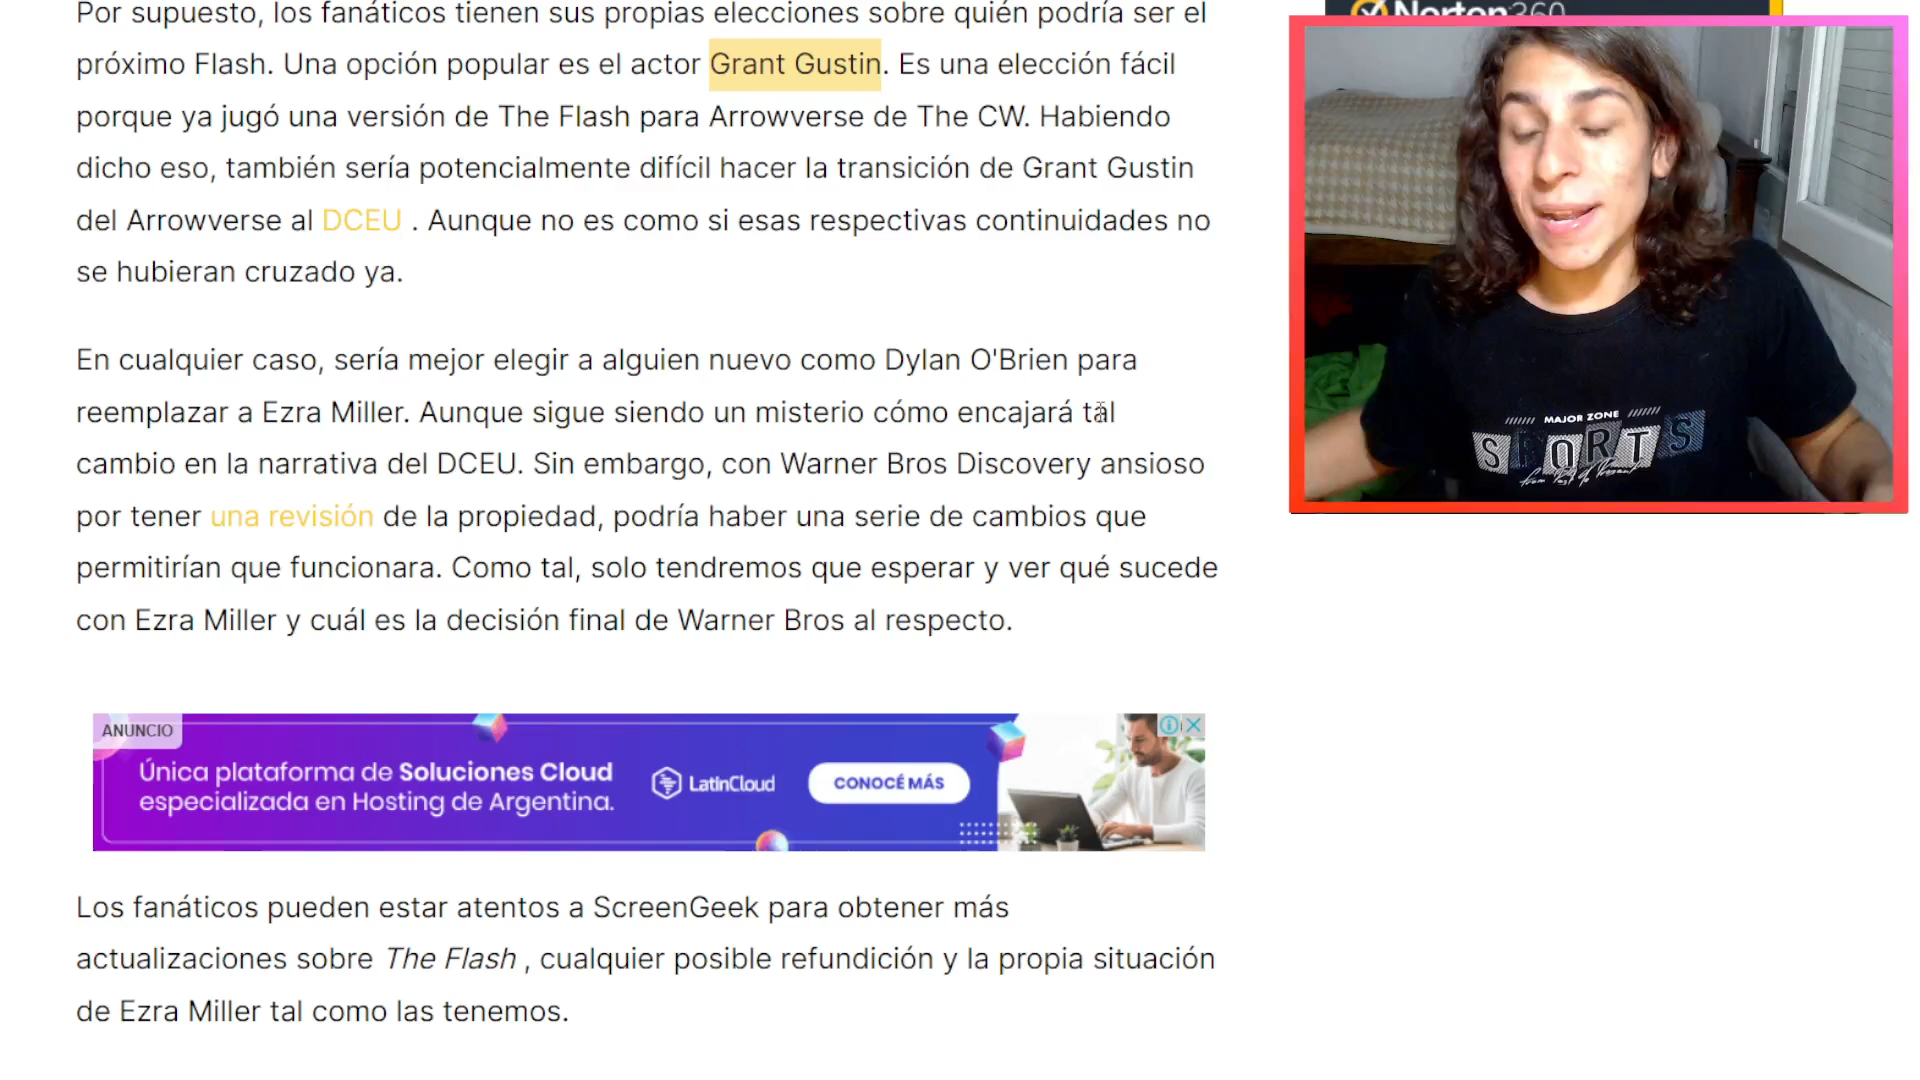 Por supuesto, los fanáticos tienen sus propias elecciones sobre quién podría ser el
próximo Flash. Una opción popular es el actor Grant Gustin. Es una elección fácil
porque ya jugó una versión de The Flash para Arrowverse de The CW. Habiendo
dicho eso, también sería potencialmente difícil hacer la transición de Grant Gustin
del Arrowverse al DCEU . Aunque no es como si esas respectivas continuidades no
se hubieran cruzado ya.
En cualquier caso, sería mejor elegir a alguien nuevo como Dylan O'Brien para
reemplazar a Ezra Miller. Aunque sigue siendo un misterio cómo encajará tal
cambio en la narrativa del DCEU. Sin embargo, con Warner Bros Discovery ansioso
por tener una revisión de la propiedad, podría haber una serie de cambios que
permitirían que funcionara. Como tal, solo tendremos que esperar y ver qué sucede
con Ezra Miller y cuál es la decisión final de Warner Bros al respecto.
ANUNCIO
Única plataforma de Soluciones Cloud
especializada en Hosting de Argentina.
LatinCloud
CONOCÉ MÁS
Los fanáticos pueden estar atentos a ScreenGeek para obtener más
actualizaciones sobre The Flash , cualquier posible refundición y la propia situación
de Ezra Miller tal como las tenemos.
Norton 360
MAJOR ZONE
SPORTS